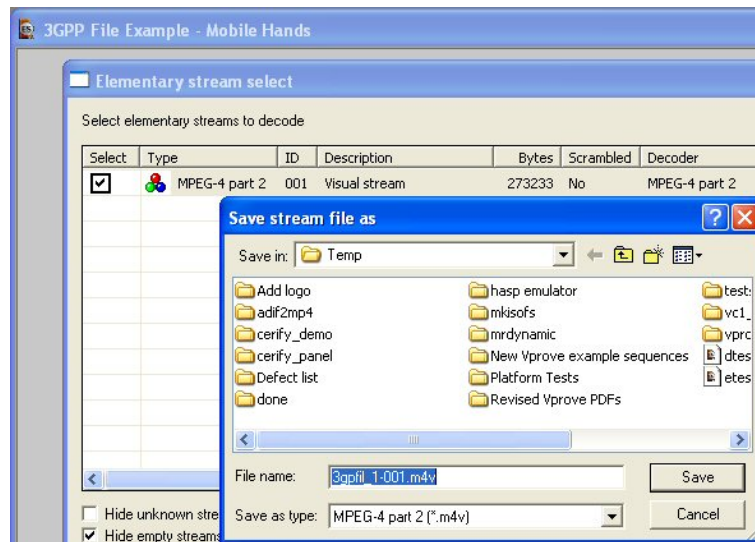 3GPP File Example - Mobile Hands
Elementary stream select
Select elementary streams to decode
Select Type ID Description Bytes Scrambled Decoder
MPEG-4 part 2 001 Visual stream 273233 No MPEG-4 part 2
Save stream file as
Save in: Temp
Add logo hasp emulator
adif2mp4 mkisofs vc1_
cerify_demo mrdynamic
cerify_panel New Vprove example sequences
Defect list Platform Tests
done Revised Vprove PDFs
File name: 3gpfil_1-001.m4v Save
Hide unknown stre
Save as type: MPEG-4 part 2 (*.m4v) Cancel
Hide empty streams